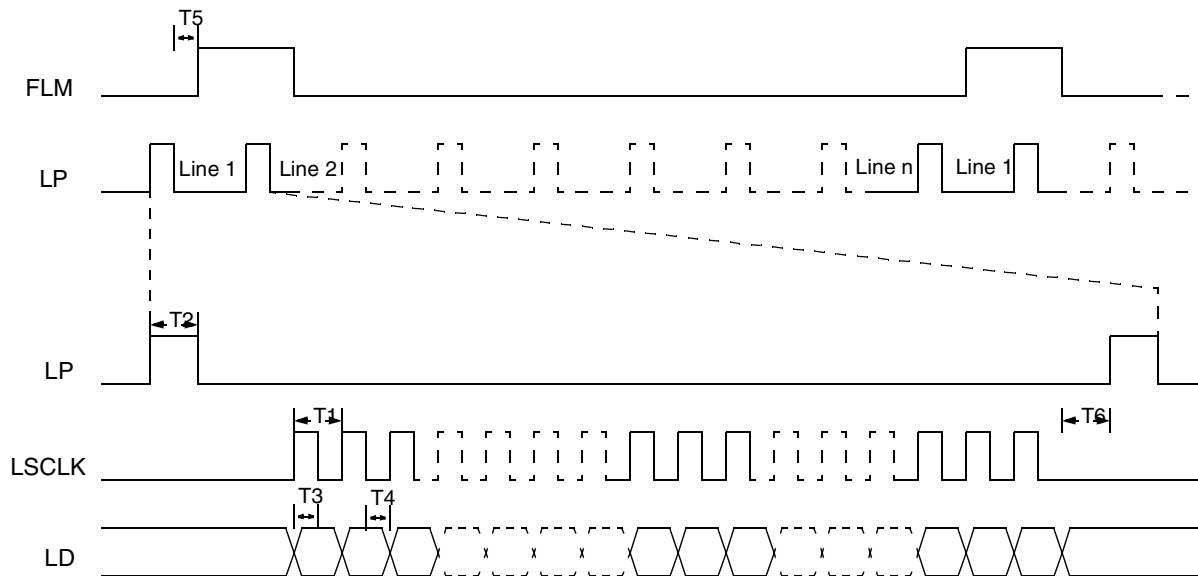 T5
FLM
LP Line 1 Line 2 Line n Line 1
T2
LP
T1 T6
LSCLK
T3 T4
LD